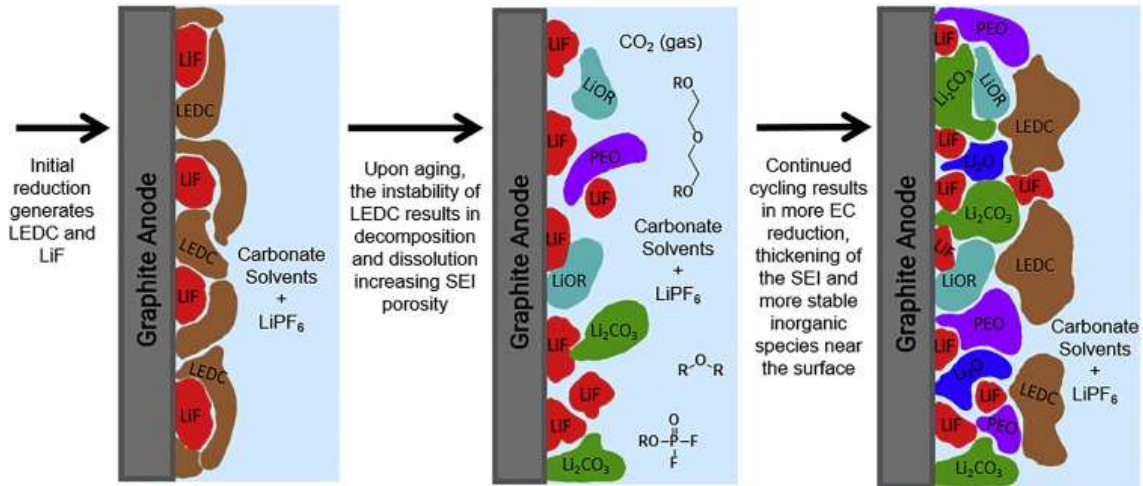 Initial
reduction
generates
LEDC and
LiF
Graphite Anode
LiF
LEDC
LiF
LEDC
LiF
LEDC
LiF
Carbonate
Solvents
+
LiPF₆
Upon aging,
the instability of
LEDC results in
decomposition
and dissolution
increasing SEI
porosity
Graphite Anode
LiF
CO₂ (gas)
LiOR
RO
O
RO
LiF
PEO
LiF
LiF
LiOR
Carbonate
Solvents
+
LiPF₆
Li₂CO₃
LiF
R O R
LiF
LiF
O
RO-P-F
F
Li₂CO₃
Continued
cycling results
in more EC
reduction,
thickening of
the SEI and
more stable
inorganic
species near
the surface
Graphite Anode
PEO
LiF
Li₂CO₃
LiOR
LEDC
LiF
Li₂O
LiF
LiF
Li₂CO₃
LiF
LEDC
LiOR
PEO
LiF
Carbonate
Solvents
+
LiPF₆
Li₂O
LiF
LEDC
LiF
PEO
Li₂CO₃